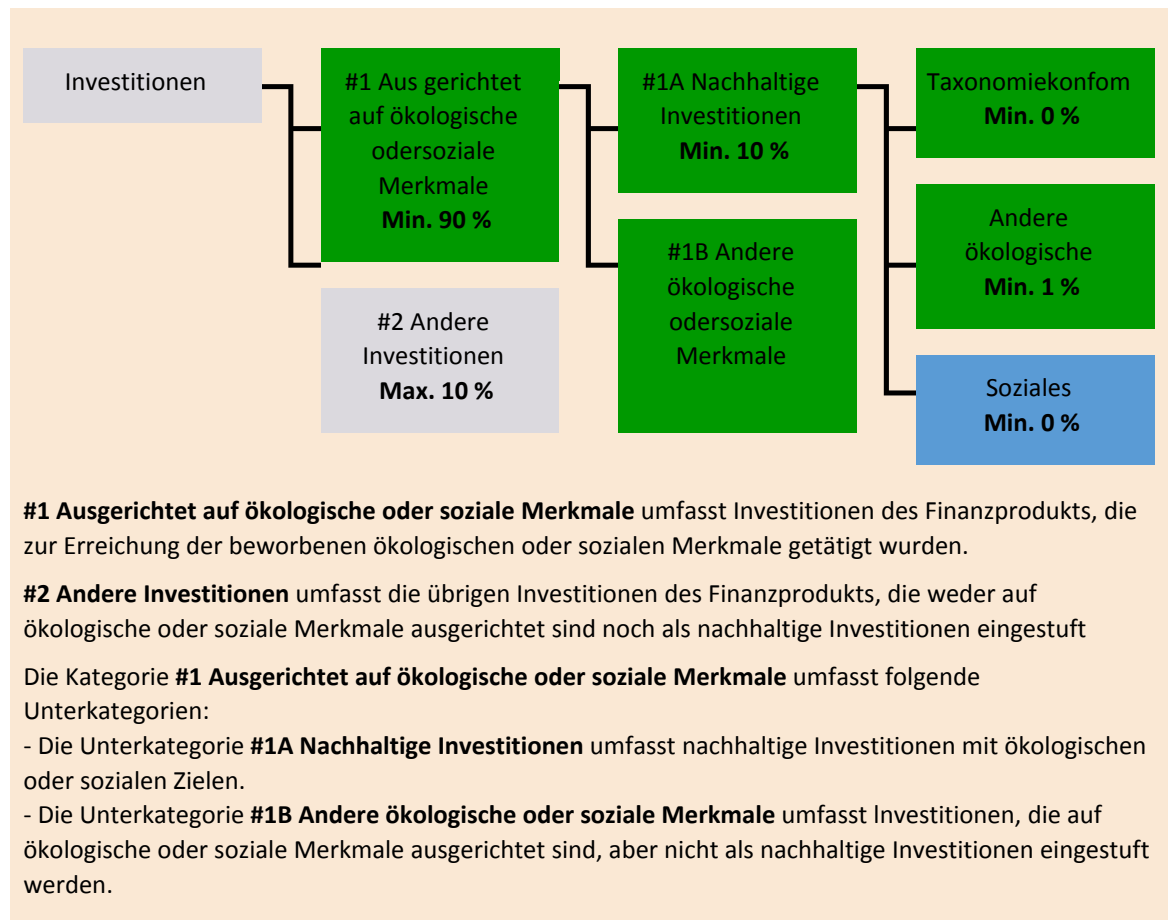 Investitionen
#1 Aus gerichtet
auf ökologische
odersoziale
Merkmale
Min. 90 %
#2 Andere
Investitionen
Max. 10 %
#1A Nachhaltige
Investitionen
Min. 10 %
#1B Andere
ökologische
odersoziale
Merkmale
Taxonomiekonfom
Min. 0 %
Andere
ökologische
Min. 1 %
Soziales
Min. 0 %
#1 Ausgerichtet auf ökologische oder soziale Merkmale umfasst Investitionen des Finanzprodukts, die
zur Erreichung der beworbenen ökologischen oder sozialen Merkmale getätigt wurden.
#2 Andere Investitionen umfasst die übrigen Investitionen des Finanzprodukts, die weder auf
ökologische oder soziale Merkmale ausgerichtet sind noch als nachhaltige Investitionen eingestuft
Die Kategorie #1 Ausgerichtet auf ökologische oder soziale Merkmale umfasst folgende
Unterkategorien:
- Die Unterkategorie #1A Nachhaltige Investitionen umfasst nachhaltige Investitionen mit ökologischen
oder sozialen Zielen.
- Die Unterkategorie #1B Andere ökologische oder soziale Merkmale umfasst lnvestitionen, die auf
ökologische oder soziale Merkmale ausgerichtet sind, aber nicht als nachhaltige Investitionen eingestuft
werden.